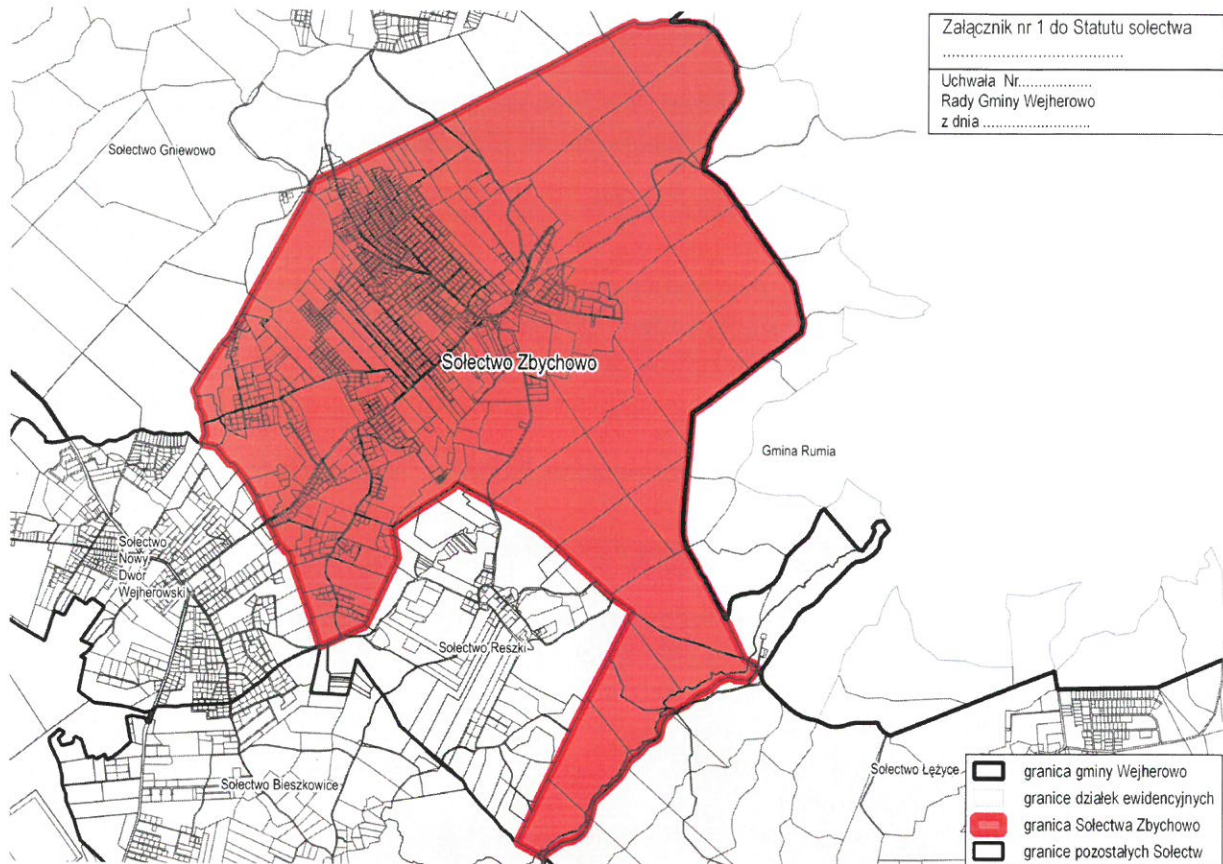 Załącznik nr 1 do Statutu sołectwa
.......................................
Uchwała Nr..................
Rady Gminy Wejherowo
z dnia ..........................
Sołectwo Gniewowo
Sołectwo Zbychowo
Gmina Rumia
Sołectwo
Nowy
Dwór
Wejherowski
Sołectwo Reszki
Sołectwo Bieszkowice
Sołectwo Łężyce
granica gminy Wejherowo
granice działek ewidencyjnych
granica Sołectwa Zbychowo
granice pozostałych Sołectw